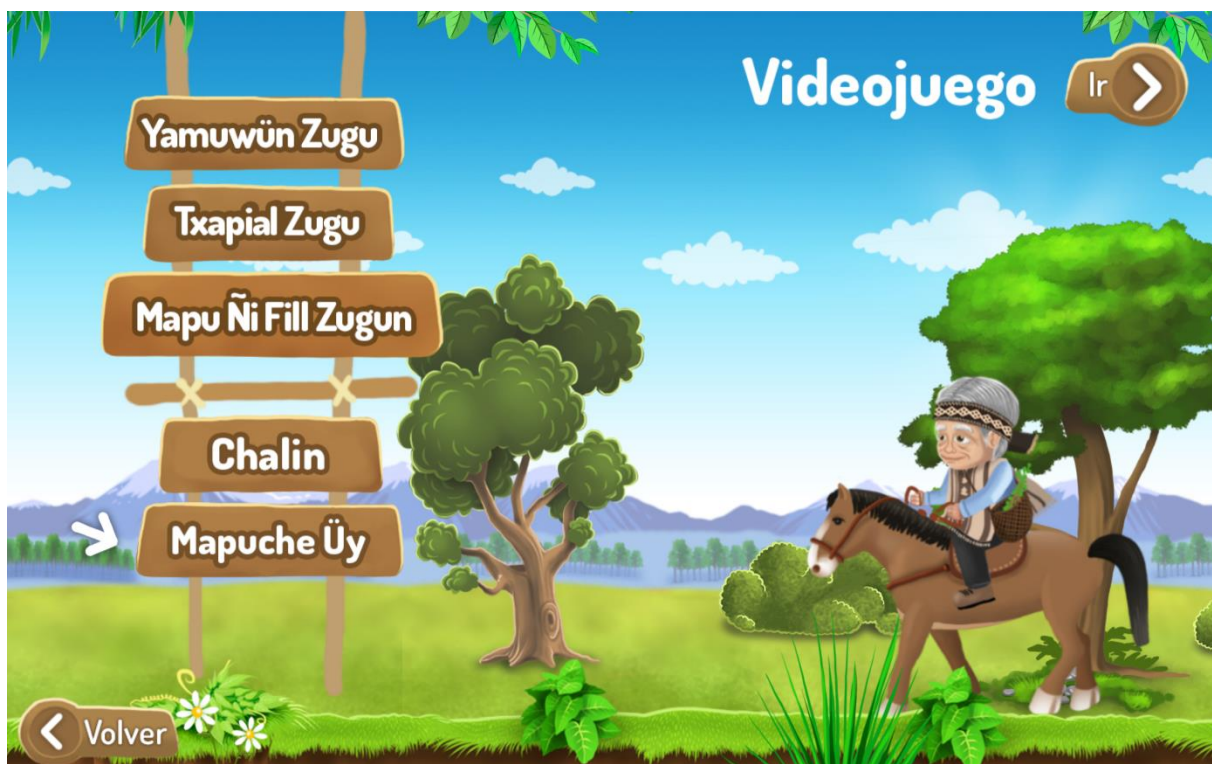 Videojuego
Ir
Yamuwün Zugu
Txapial Zugu
Mapu Ñi Fill Zugun
Chalin
Mapuche Üy
Volver